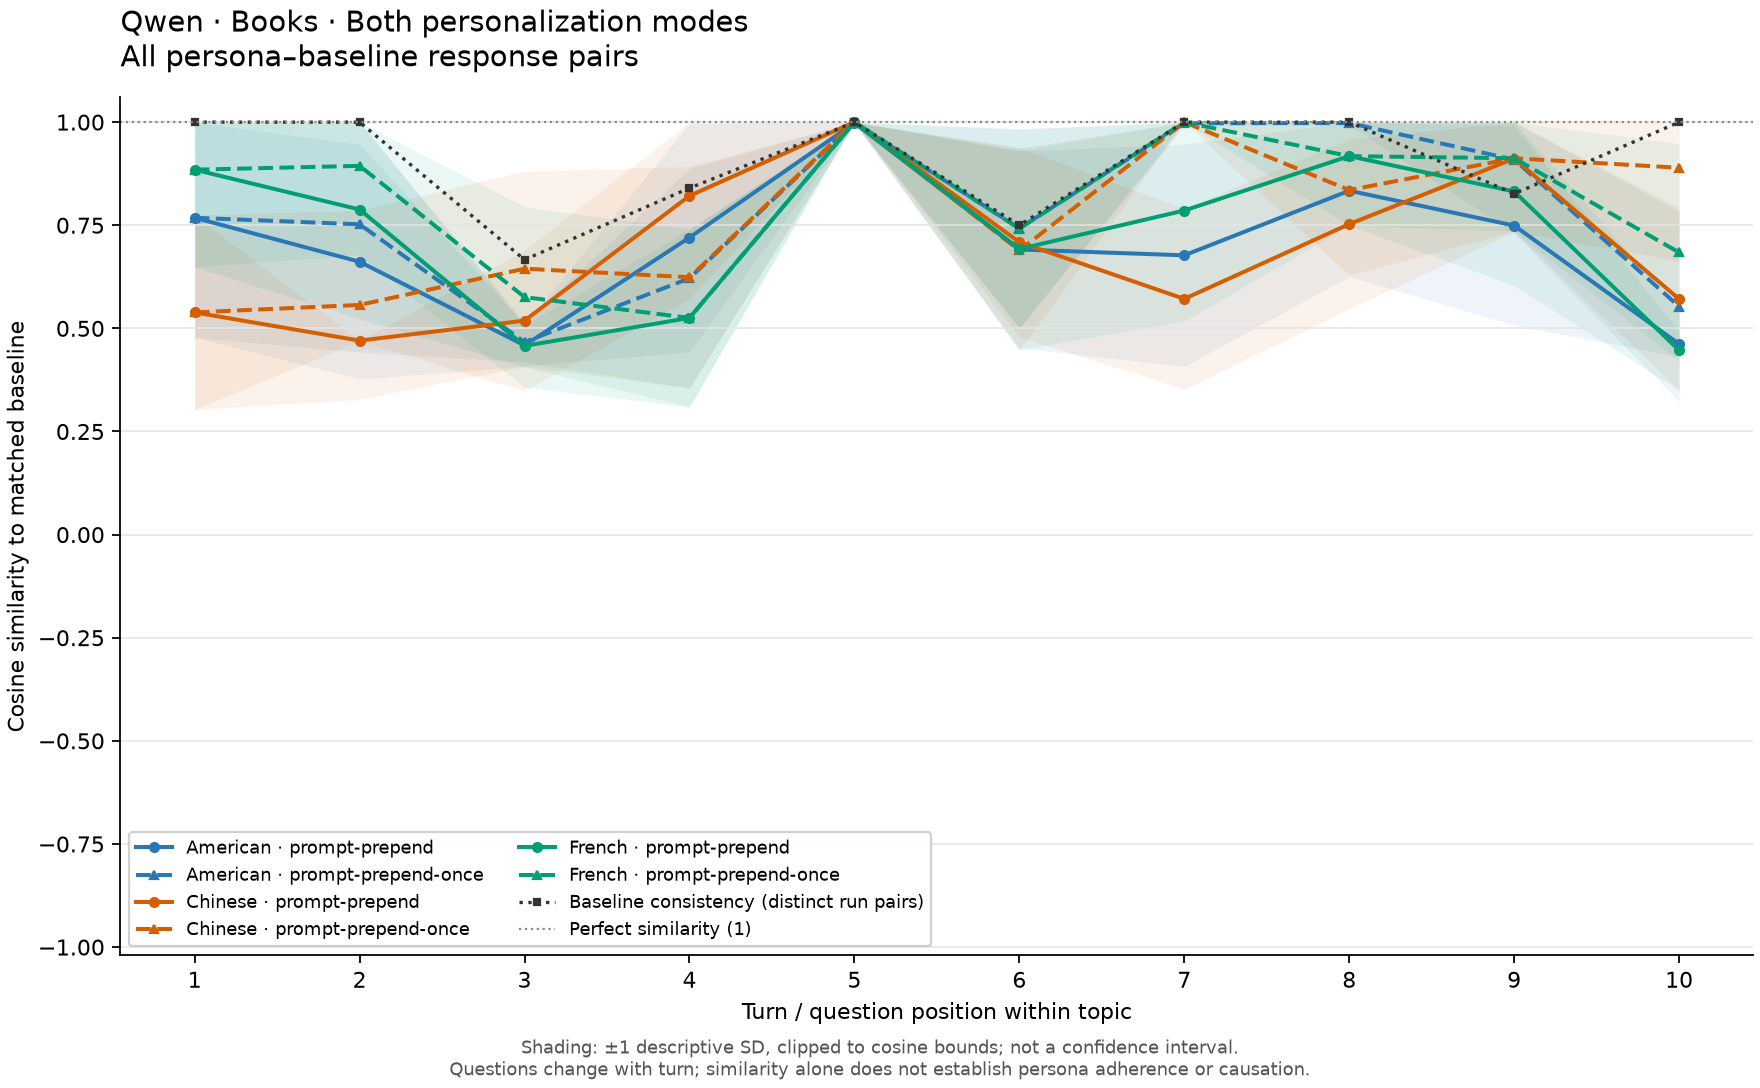 Qwen · Books · Both personalization modes
All persona–baseline response pairs
Cosine similarity to matched baseline
1.00
0.75
0.50
0.25
0.00
−0.25
−0.50
−0.75
−1.00
American · prompt-prepend
American · prompt-prepend-once
Chinese · prompt-prepend
Chinese · prompt-prepend-once
French · prompt-prepend
French · prompt-prepend-once
Baseline consistency (distinct run pairs)
Perfect similarity (1)
1 2 3 4 5 6 7 8 9 10
Turn / question position within topic
Shading: ±1 descriptive SD, clipped to cosine bounds; not a confidence interval.
Questions change with turn; similarity alone does not establish persona adherence or causation.